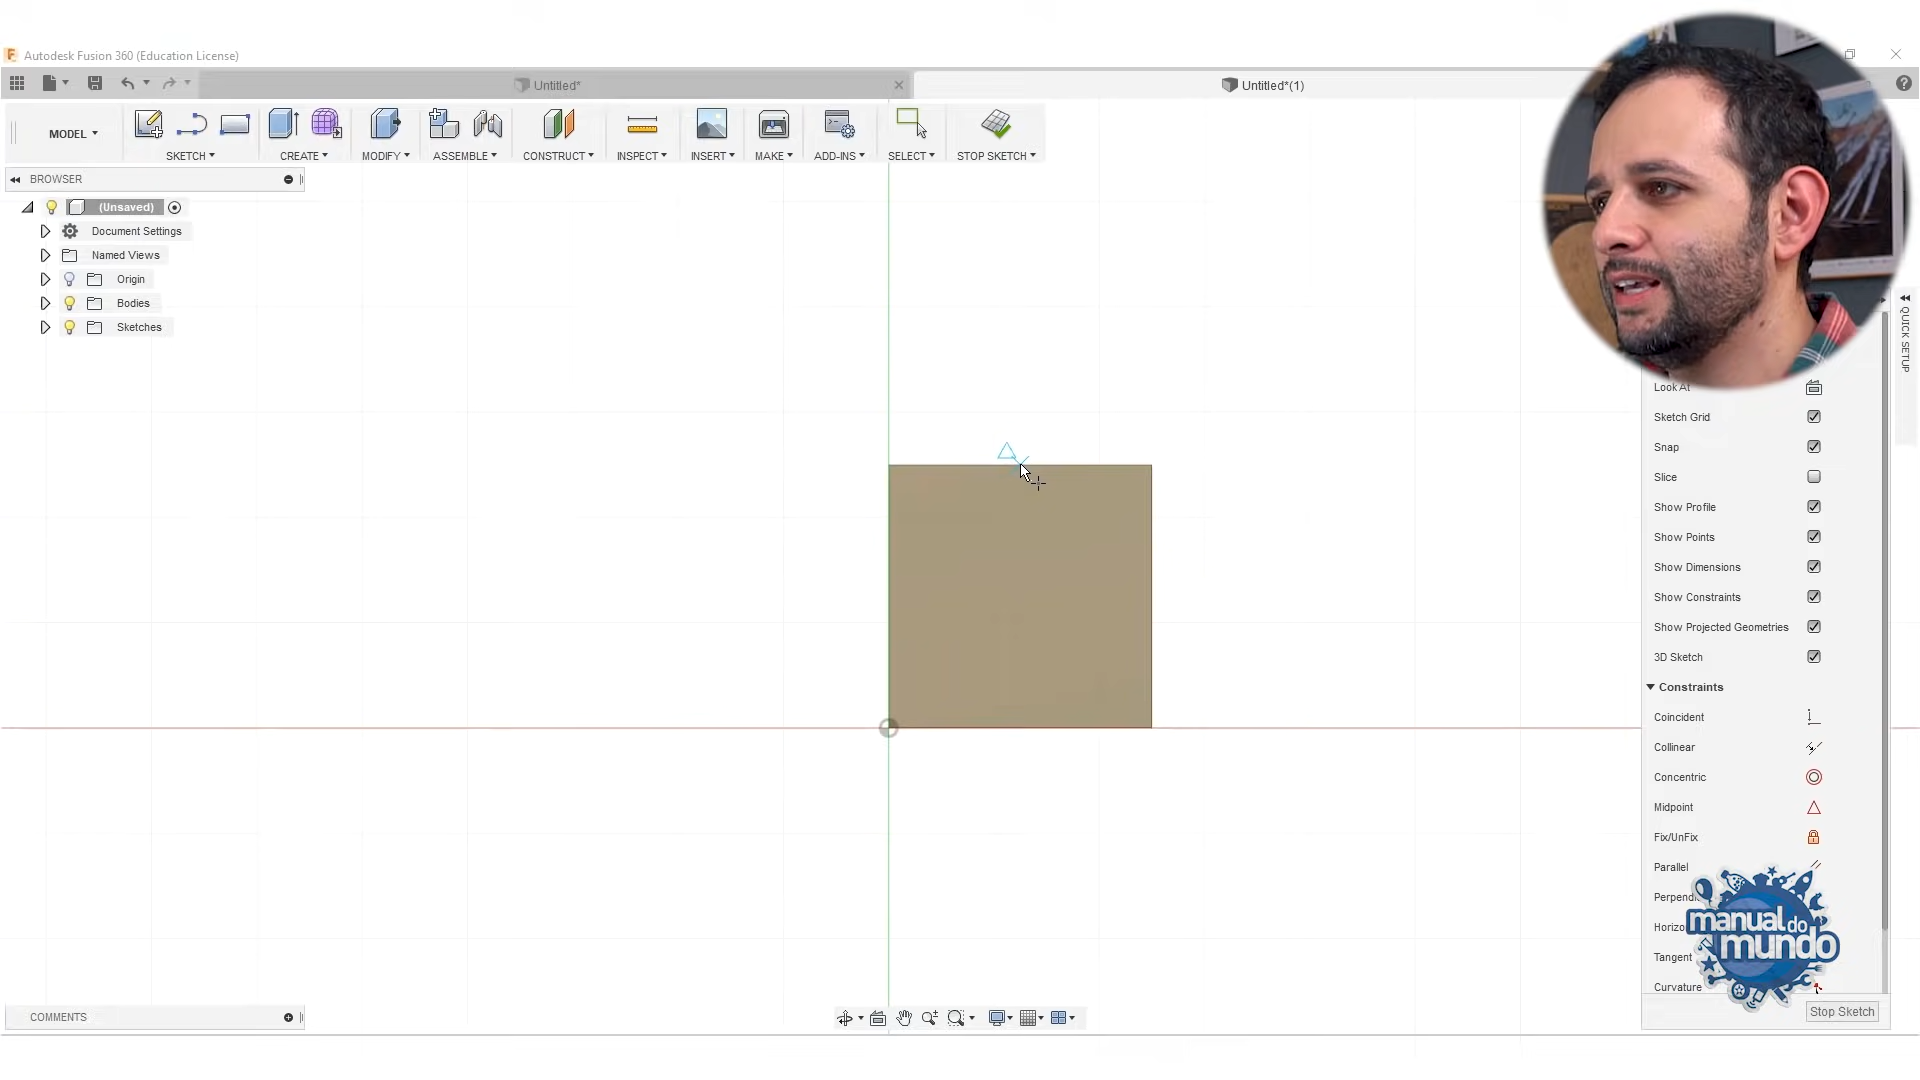 Autodesk Fusion 360 (Education License)
Untitled*
Untitled*(1)
MODEL
SKETCH
CREATE
MODIFY
ASSEMBLE
CONSTRUCT
INSPECT
INSERT
MAKE
ADD-INS
SELECT
STOP SKETCH
BROWSER
(Unsaved)
Document Settings
Named Views
Origin
Bodies
Sketches
QUICK SETUP
Look At
Sketch Grid
Snap
Slice
Show Profile
Show Points
Show Dimensions
Show Constraints
Show Projected Geometries
3D Sketch
Constraints
Coincident
Collinear
Concentric
Midpoint
Fix/UnFix
Parallel
Perpendi
Horizo
Tangent
Curvature
manual do
mundo
Stop Sketch
COMMENTS